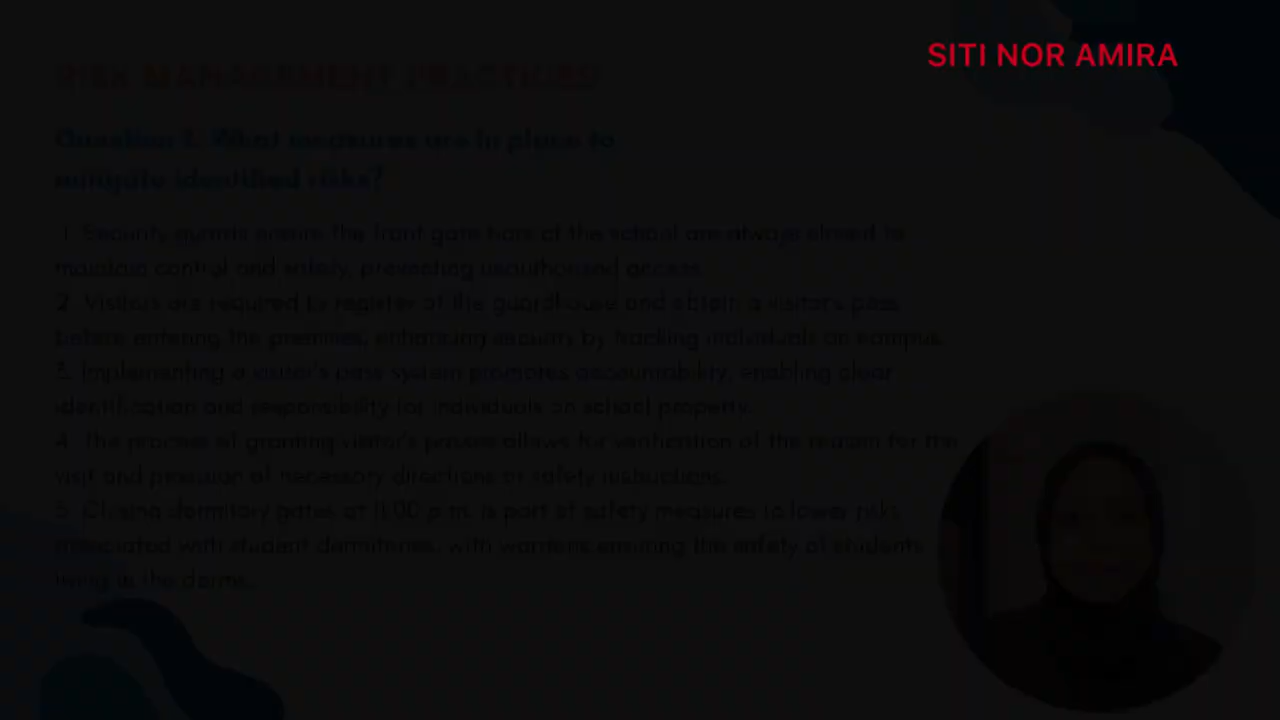 SITI NOR AMIRA
RISK MANAGEMENT PRACTICES
Question 3. What measures are in place to
mitigate identified risks?
1. Security guards ensure the front gate bars of the school are always closed to
maintain control and safety, preventing unauthorised access.
2. Visitors are required to register at the guardhouse and obtain a visitor's pass
before entering the premises, enhancing security by tracking individuals on campus.
3. Implementing a visitor's pass system promotes accountability, enabling clear
identification and responsibility for individuals on school property.
4. The process of granting visitor's passes allows for verification of the reason for the
visit and provision of necessary directions or safety instructions.
5. Closing dormitory gates at 11:00 p.m. is part of safety measures to lower risks
associated with student dormitories, with wardens ensuring the safety of students
living in the dorms.